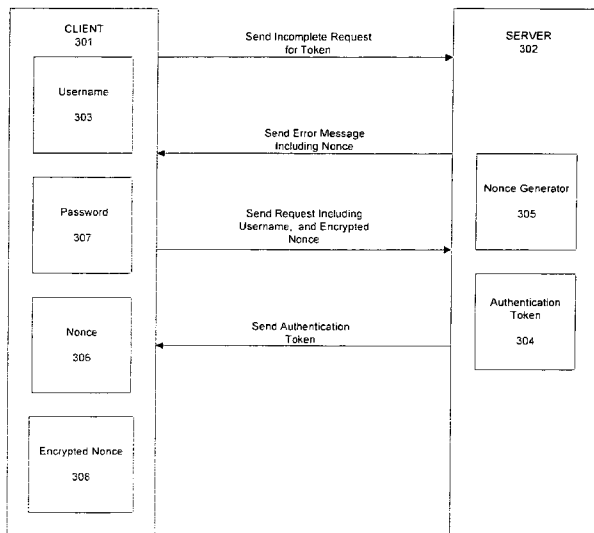 CLIENT
301
Username
303
Password
307
Nonce
306
Encrypted Nonce
308
Send Incomplete Request
for Token
Send Error Message
Including Nonce
Send Request Including
Username, and Encrypted
Nonce
Send Authentication
Token
SERVER
302
Nonce Generator
305
Authentication
Token
304